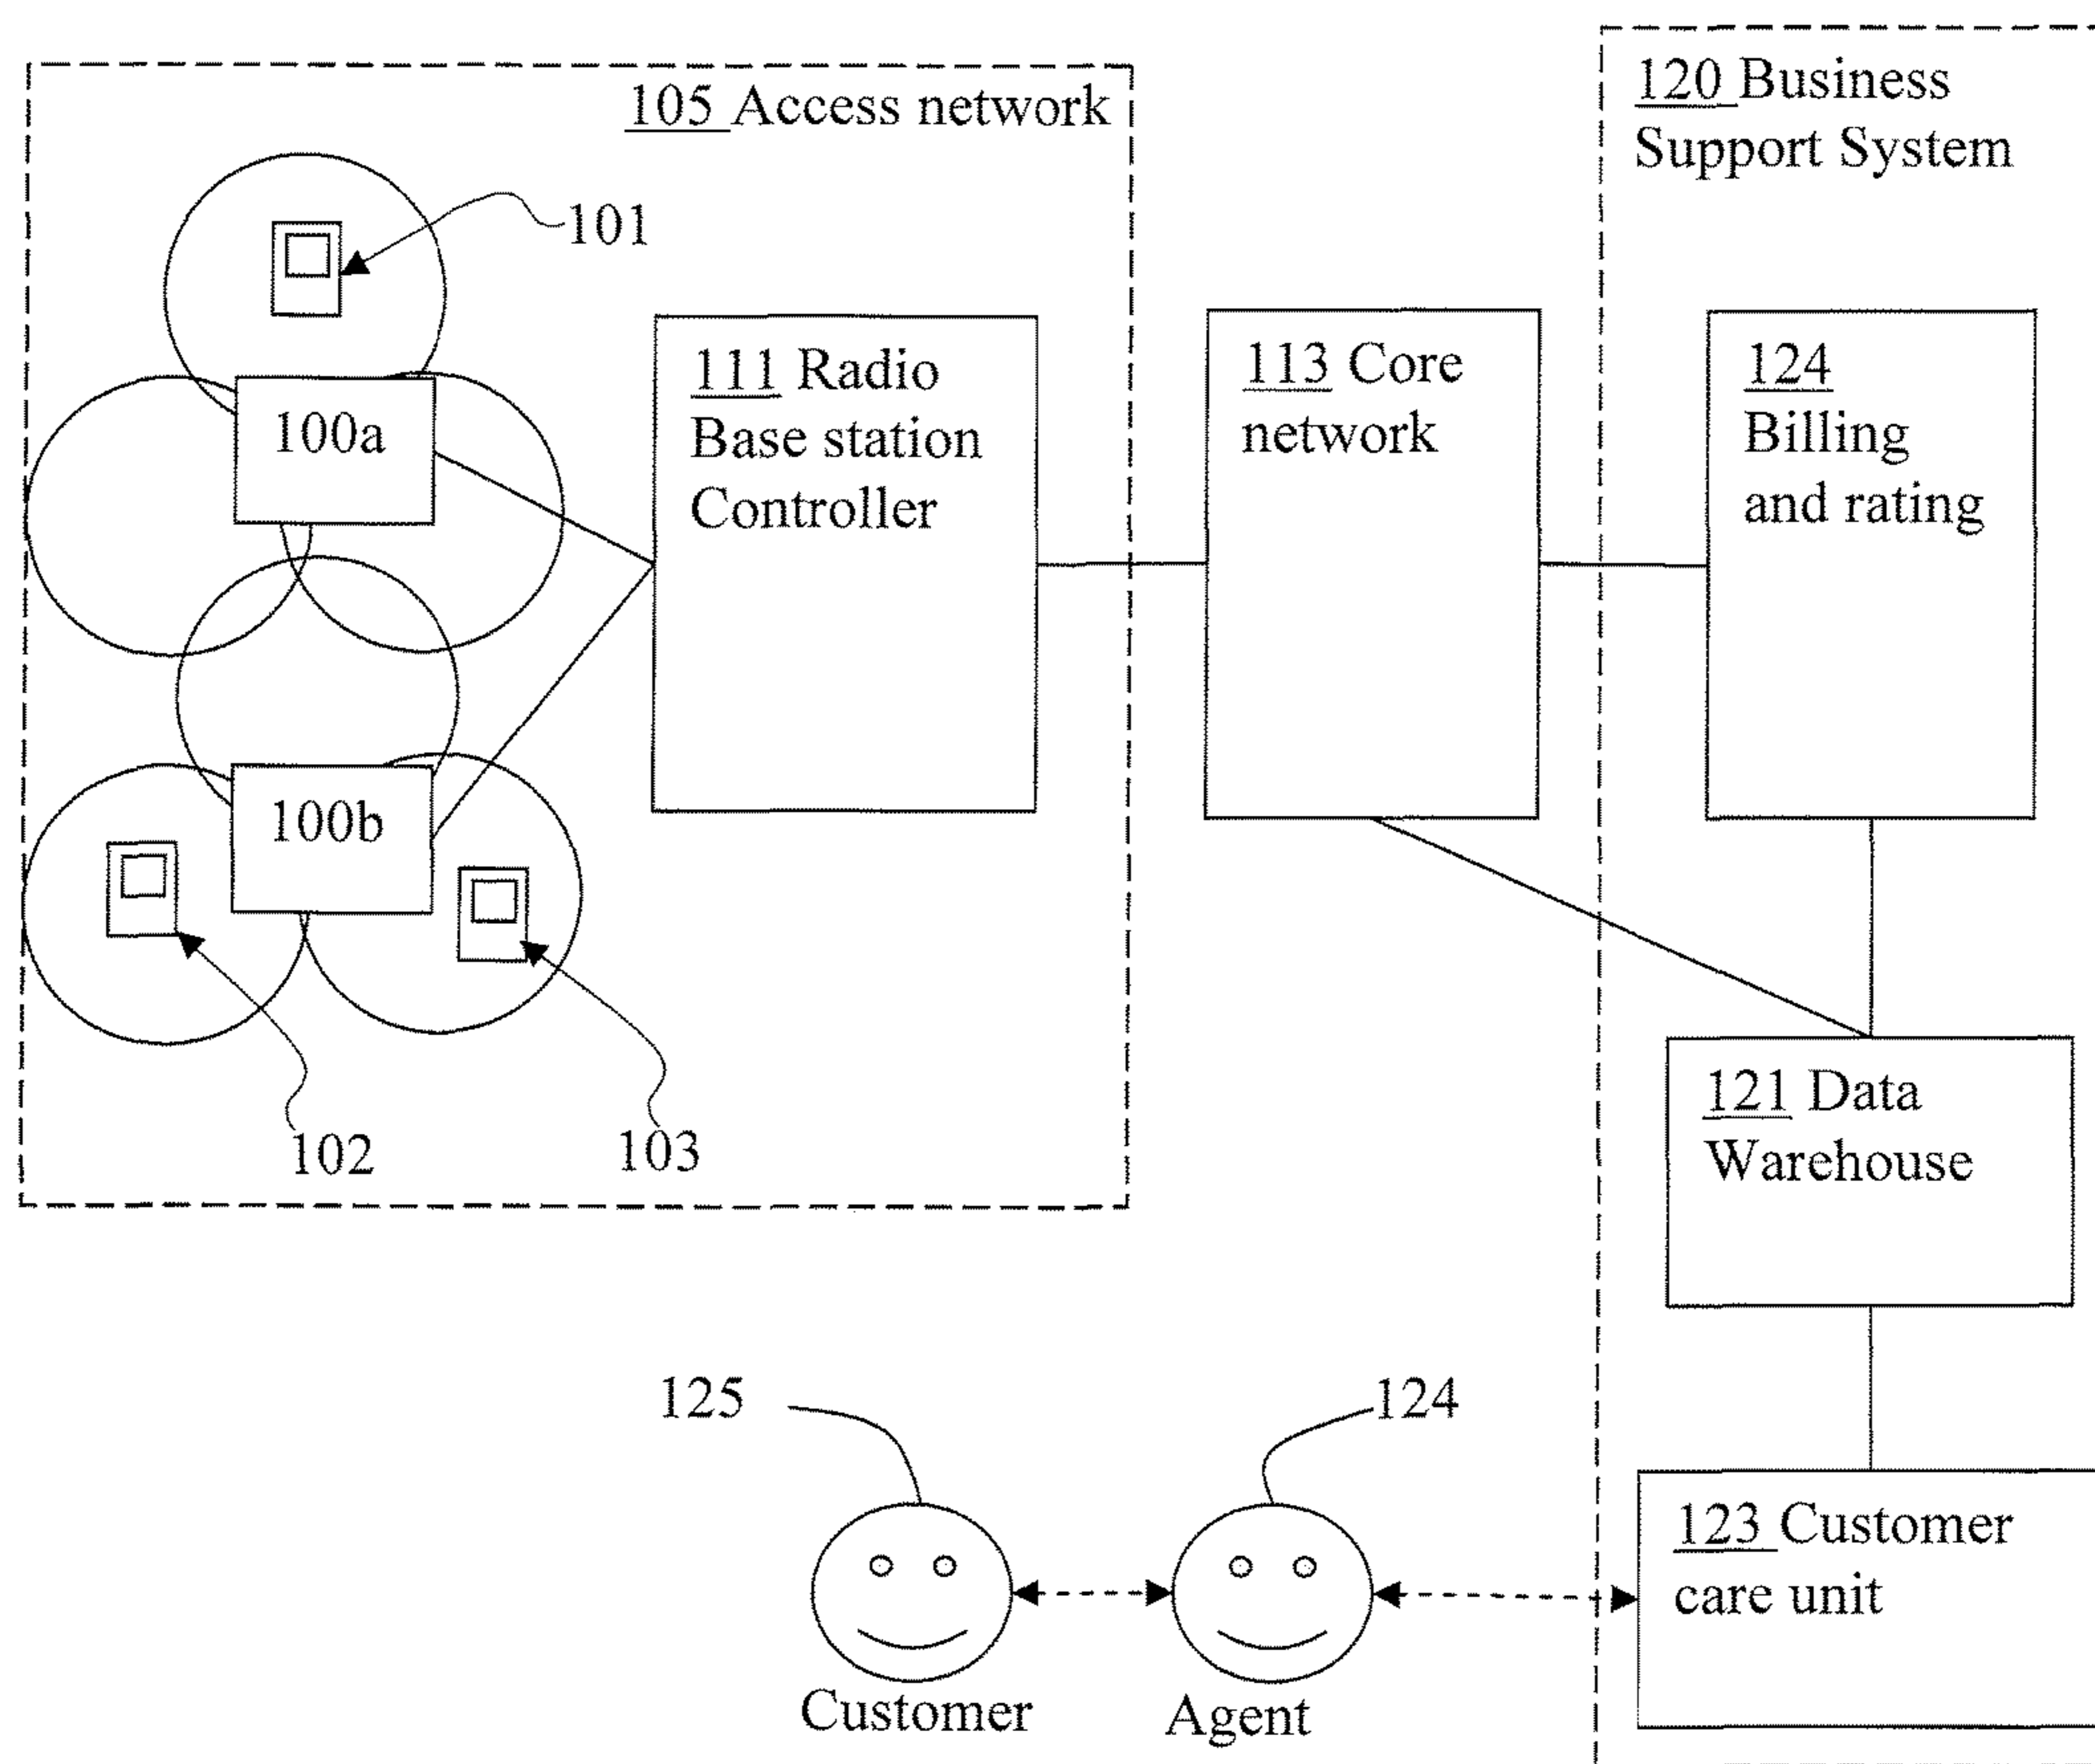 105 Access network
120 Business
Support System
101
111 Radio
Base station
Controller
113 Core
network
124
Billing
and rating
100a
100b
102
103
121 Data
Warehouse
125
124
123 Customer
care unit
Customer
Agent